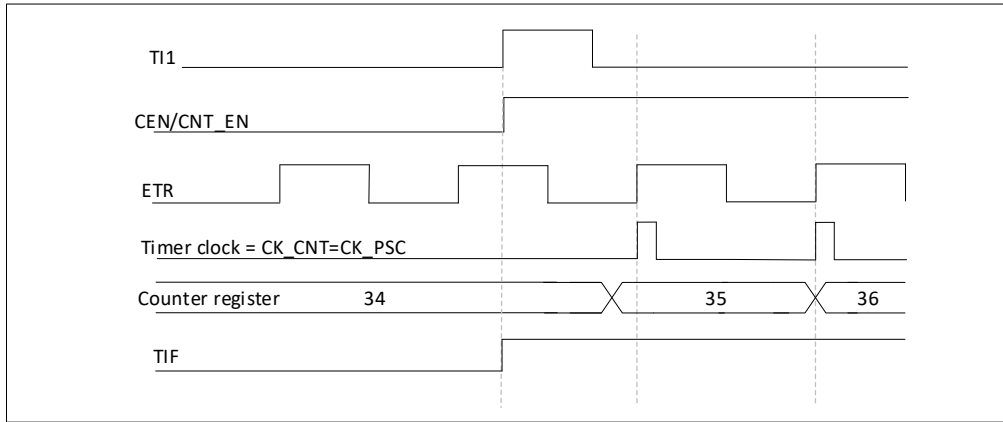 TI1
CEN/CNT_EN
ETR
Timer clock = CK_CNT=CK_PSC
Counter register 34 35 36
TIF